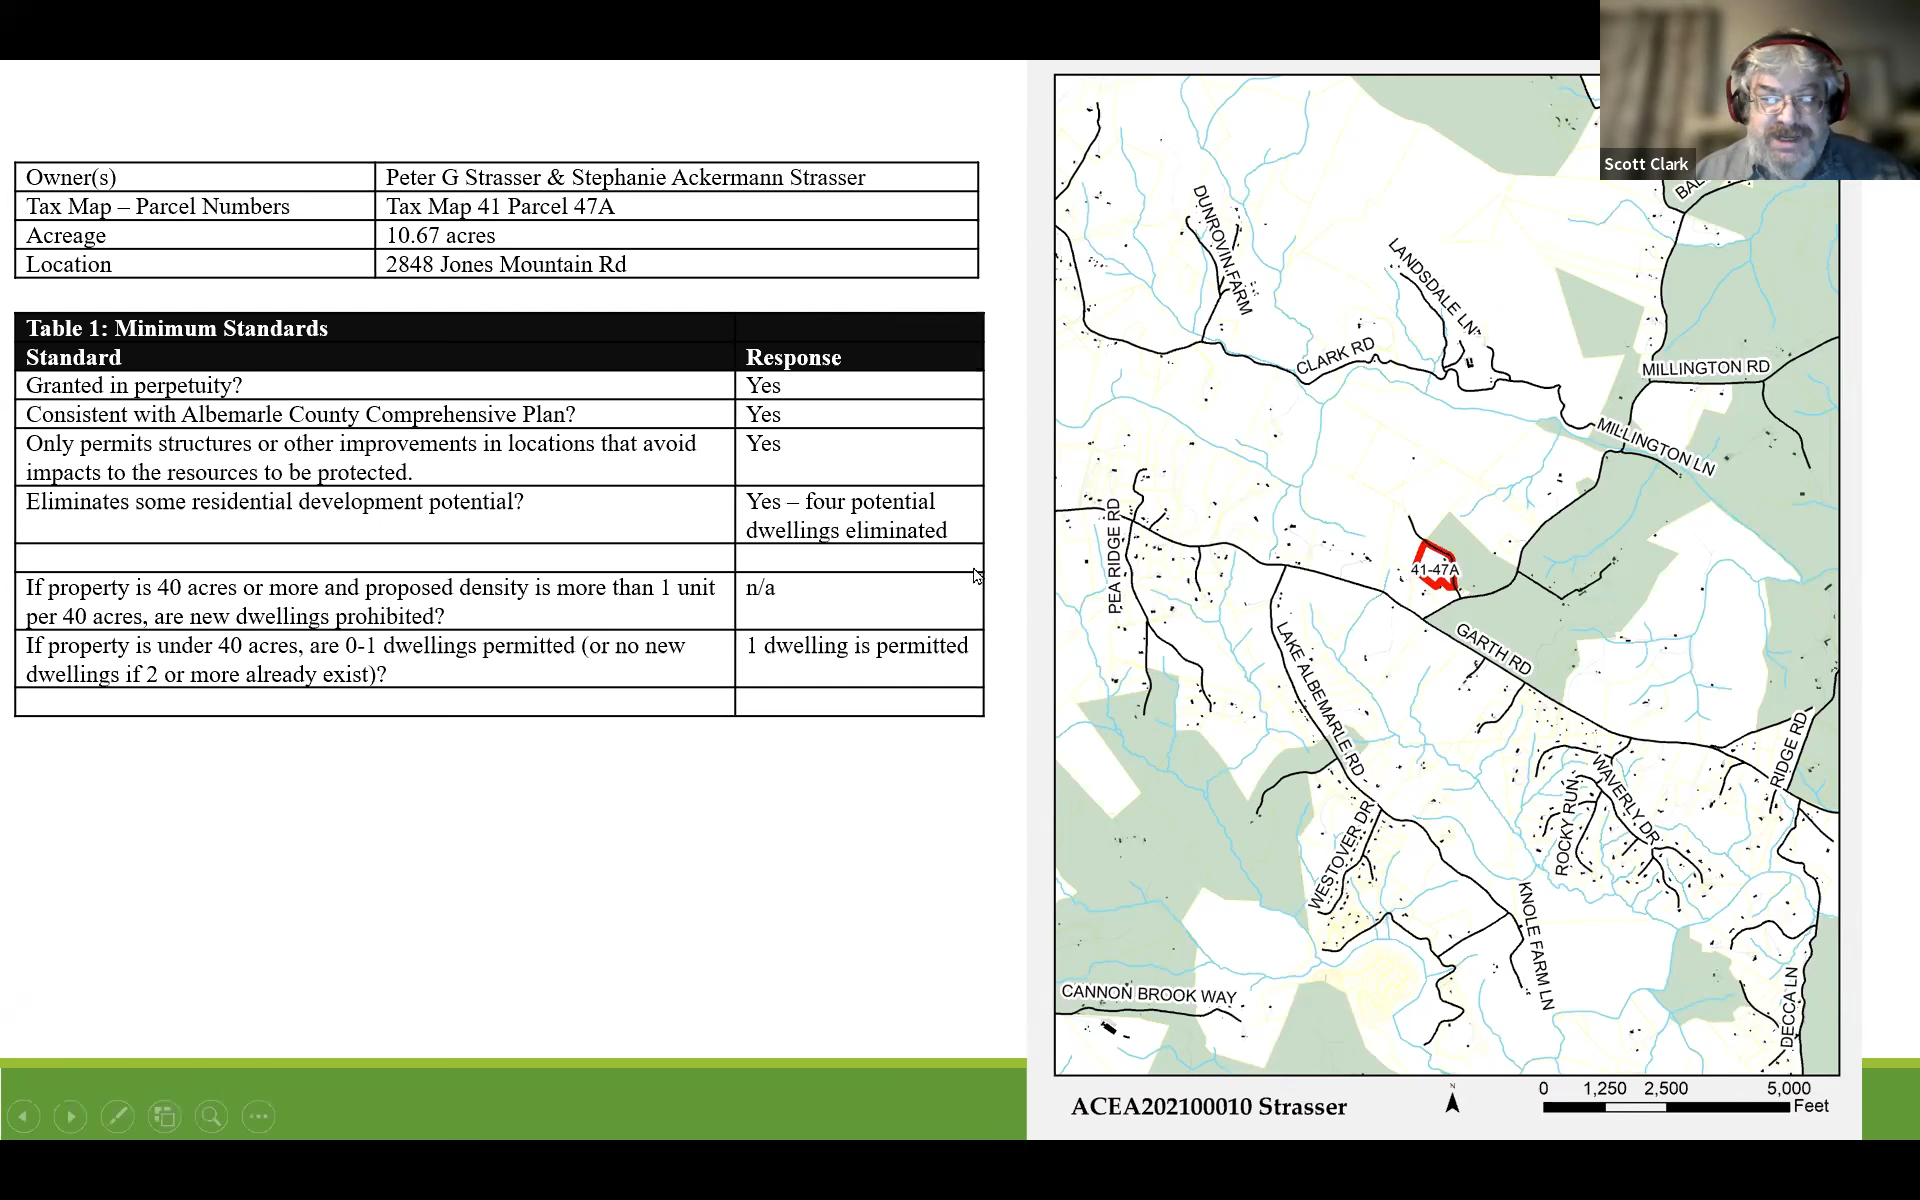 Scott Clark
Owner(s) Peter G Strasser & Stephanie Ackermann Strasser
Tax Map – Parcel Numbers Tax Map 41 Parcel 47A
Acreage 10.67 acres
Location 2848 Jones Mountain Rd
Table 1: Minimum Standards
Standard Response
Granted in perpetuity? Yes
Consistent with Albemarle County Comprehensive Plan? Yes
Only permits structures or other improvements in locations that avoid Yes
impacts to the resources to be protected.
Eliminates some residential development potential? Yes – four potential
dwellings eliminated
If property is 40 acres or more and proposed density is more than 1 unit n/a
per 40 acres, are new dwellings prohibited?
If property is under 40 acres, are 0-1 dwellings permitted (or no new 1 dwelling is permitted
dwellings if 2 or more already exist)?
DUNROVIN FARM
LANDSDALE LN
CLARK RD
MILLINGTON RD
MILLINGTON LN
PEA RIDGE RD
41-47A
GARTH RD
LAKE ALBEMARLE RD
RIDGE RD
WAVERLY DR
ROCKY RUN
WESTOVER DR
KNOLE FARM LN
CANNON BROOK WAY
DECCA LN
ACEA202100010 Strasser
N
0 1,250 2,500 5,000
Feet